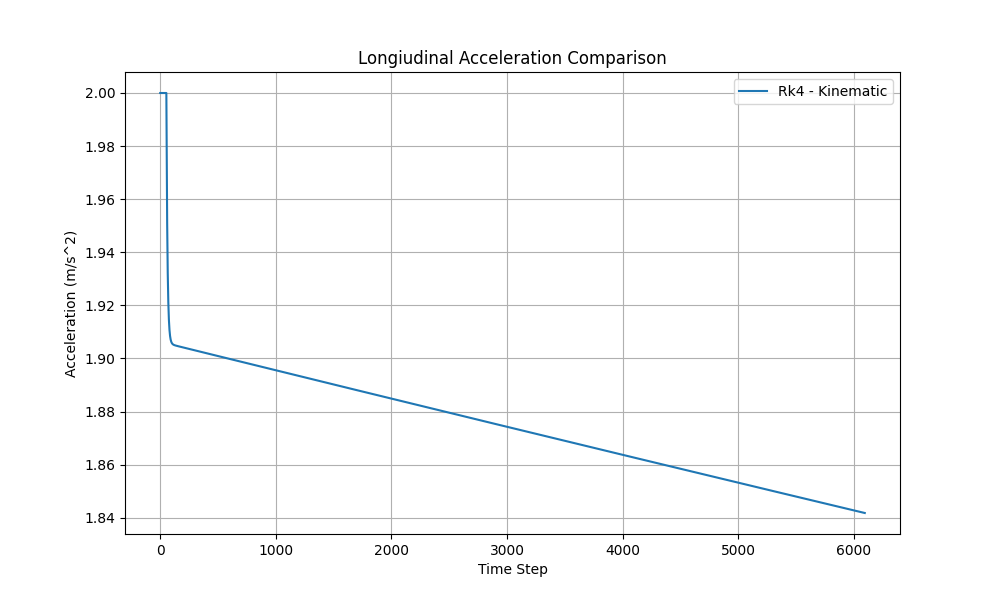 Longiudinal Acceleration Comparison
Rk4 - Kinematic
Acceleration (m/s^2)
2.00
1.98
1.96
1.94
1.92
1.90
1.88
1.86
1.84
0 1000 2000 3000 4000 5000 6000
Time Step